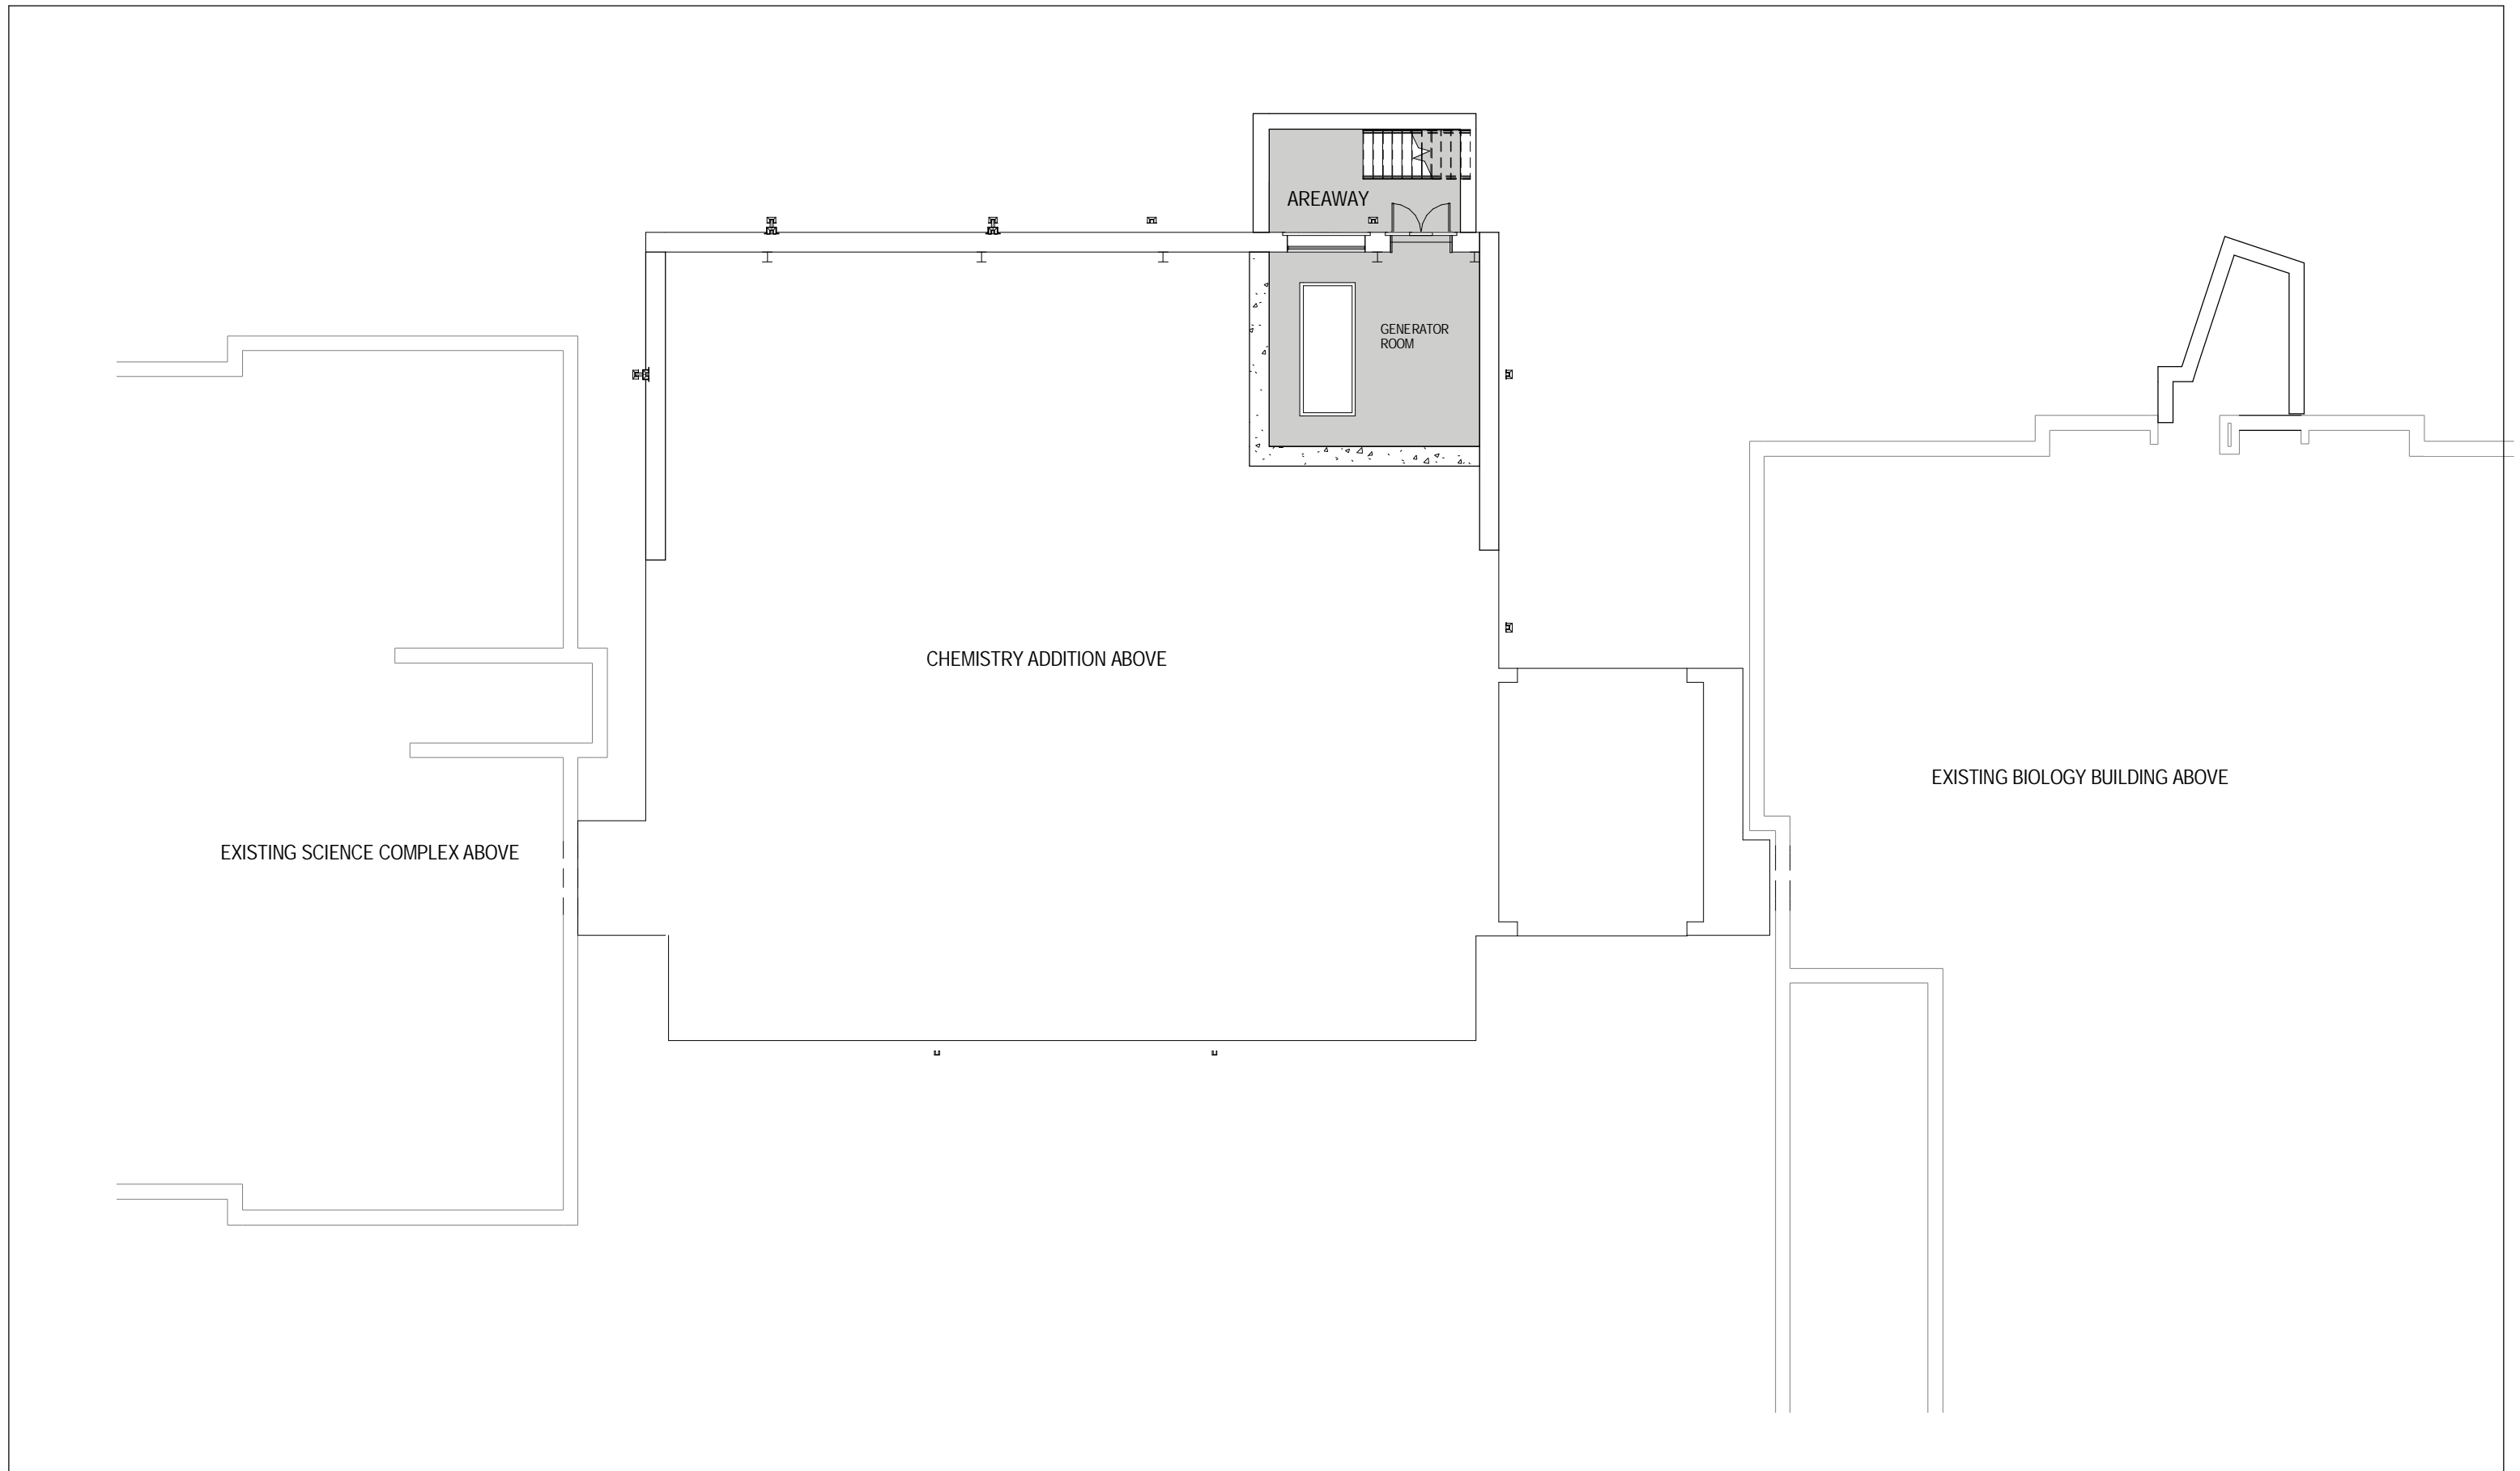 AREAWAY
GENERATOR
ROOM
CHEMISTRY ADDITION ABOVE
EXISTING BIOLOGY BUILDING ABOVE
EXISTING SCIENCE COMPLEX ABOVE